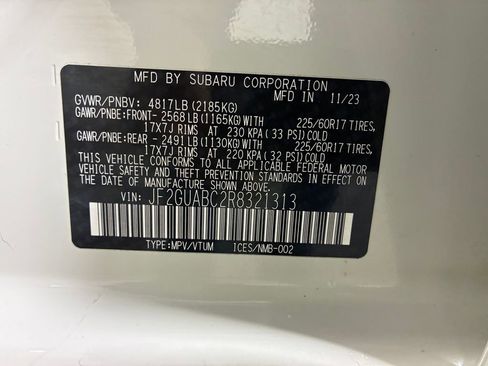 MFD BY SUBARU CORPORATION 11/23
GVWR/PNBV: 4817LB (2185KG)
GAWR/PNBE:FRONT- 2568LB(1165KG)WITH 225/60R17 TIRES,
17X7J RIMS AT 230 KPA(33 PSI)COLD
GAWR/PNBE:REAR- 2491LB(1130KG)WITH 225/60R17 TIRES,
17X7J RIMS AT 220 KPA(32 PSI)COLD
THIS VEHICLE CONFORMS TO ALL APPLICABLE FEDERAL MOTOR
VEHICLE SAFETY AND THEFT PREVENTION STANDARDS
IN EFFECT ON THE DATE OF MANUFACTURE SHOWN ABOVE.
VIN: JF2GUABC2R8321313
TYPE:MPV/VTUM ICES/NMB-002